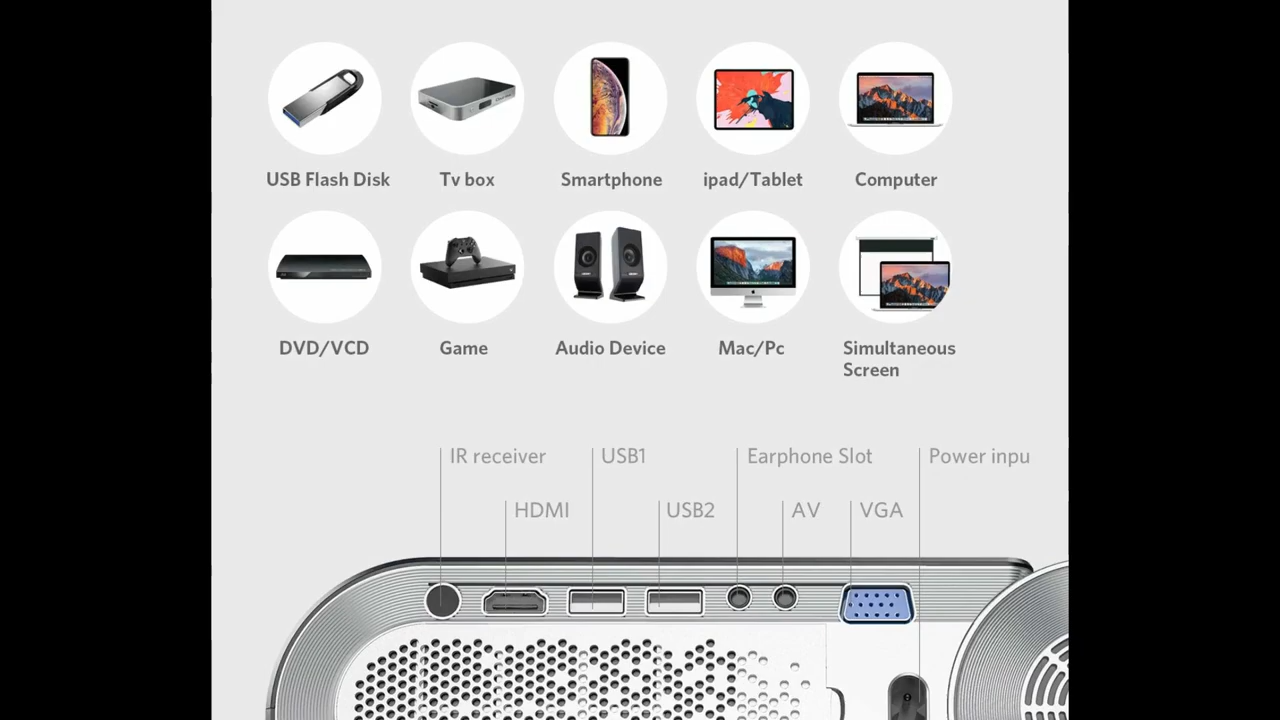 USB Flash Disk
Tv box
Smartphone
ipad/Tablet
Computer
DVD/VCD
Game
Audio Device
Mac/Pc
Simultaneous
Screen
IR receiver
USB1
Earphone Slot
Power inpu
HDMI
USB2
AV
VGA